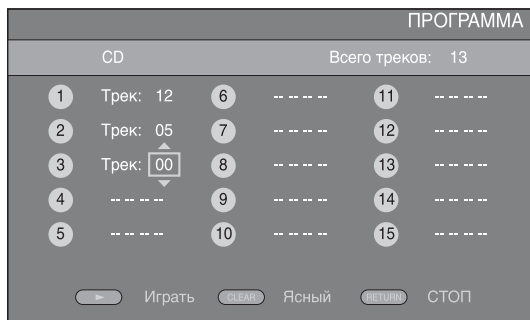 ПРОГРАММА
CD Всего треков: 13
1 Трек: 12 6 -- -- -- -- 11 -- -- -- --
2 Трек: 05 7 -- -- -- -- 12 -- -- -- --
3 Трек: 00 8 -- -- -- -- 13 -- -- -- --
4 -- -- -- -- 9 -- -- -- -- 14 -- -- -- --
5 -- -- -- -- 10 -- -- -- -- 15 -- -- -- --
Играть CLEAR Ясный RETURN СТОП